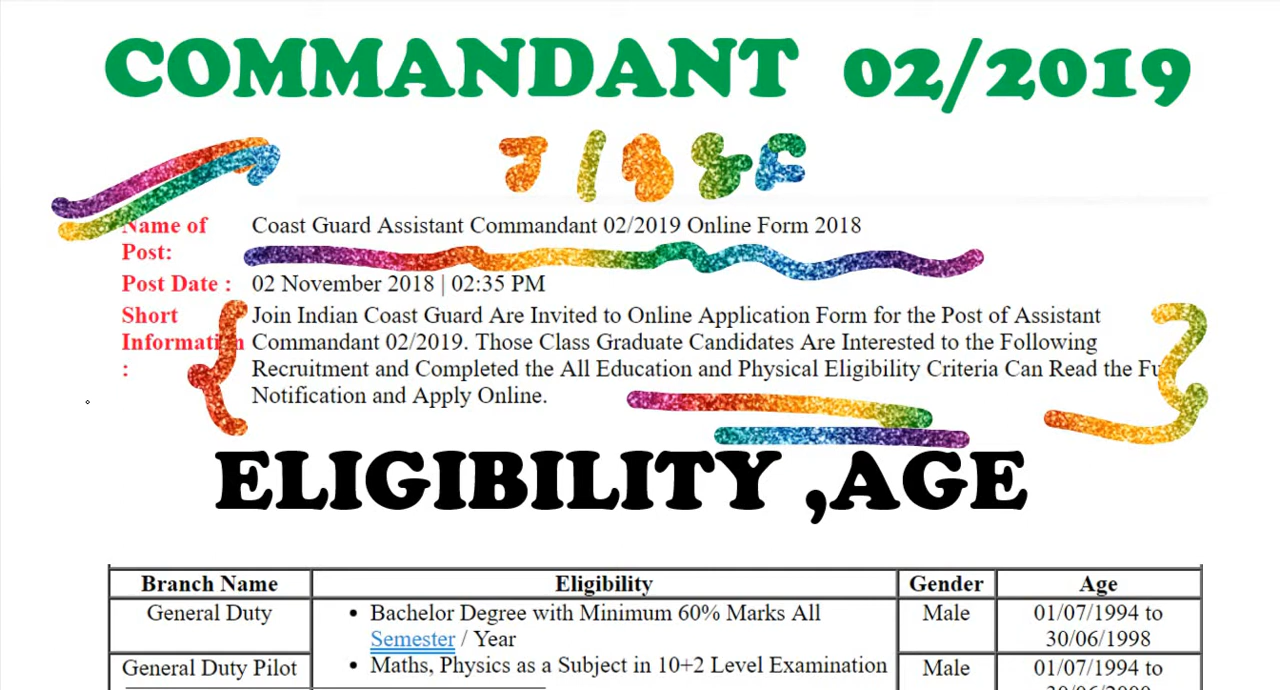 COMMANDANT 02/2019
Name of Post:
Coast Guard Assistant Commandant 02/2019 Online Form 2018
Post Date :
02 November 2018 | 02:35 PM
Short
Information
:
Join Indian Coast Guard Are Invited to Online Application Form for the Post of Assistant
Commandant 02/2019. Those Class Graduate Candidates Are Interested to the Following
Recruitment and Completed the All Education and Physical Eligibility Criteria Can Read the Fu
Notification and Apply Online.
ELIGIBILITY ,AGE
Branch Name Eligibility Gender Age
General Duty
• Bachelor Degree with Minimum 60% Marks All
Semester / Year
Male
01/07/1994 to
30/06/1998
General Duty Pilot
• Maths, Physics as a Subject in 10+2 Level Examination
Male
01/07/1994 to